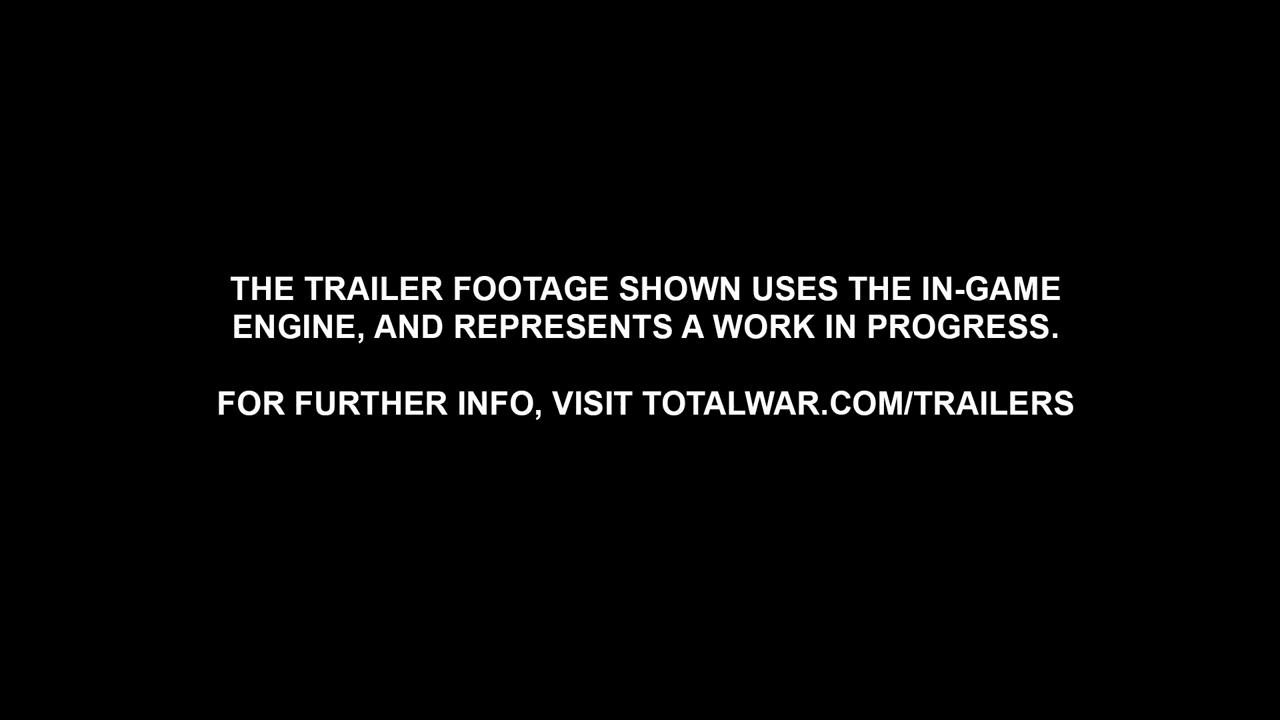 THE TRAILER FOOTAGE SHOWN USES THE IN-GAME
ENGINE, AND REPRESENTS A WORK IN PROGRESS.
FOR FURTHER INFO, VISIT TOTALWAR.COM/TRAILERS